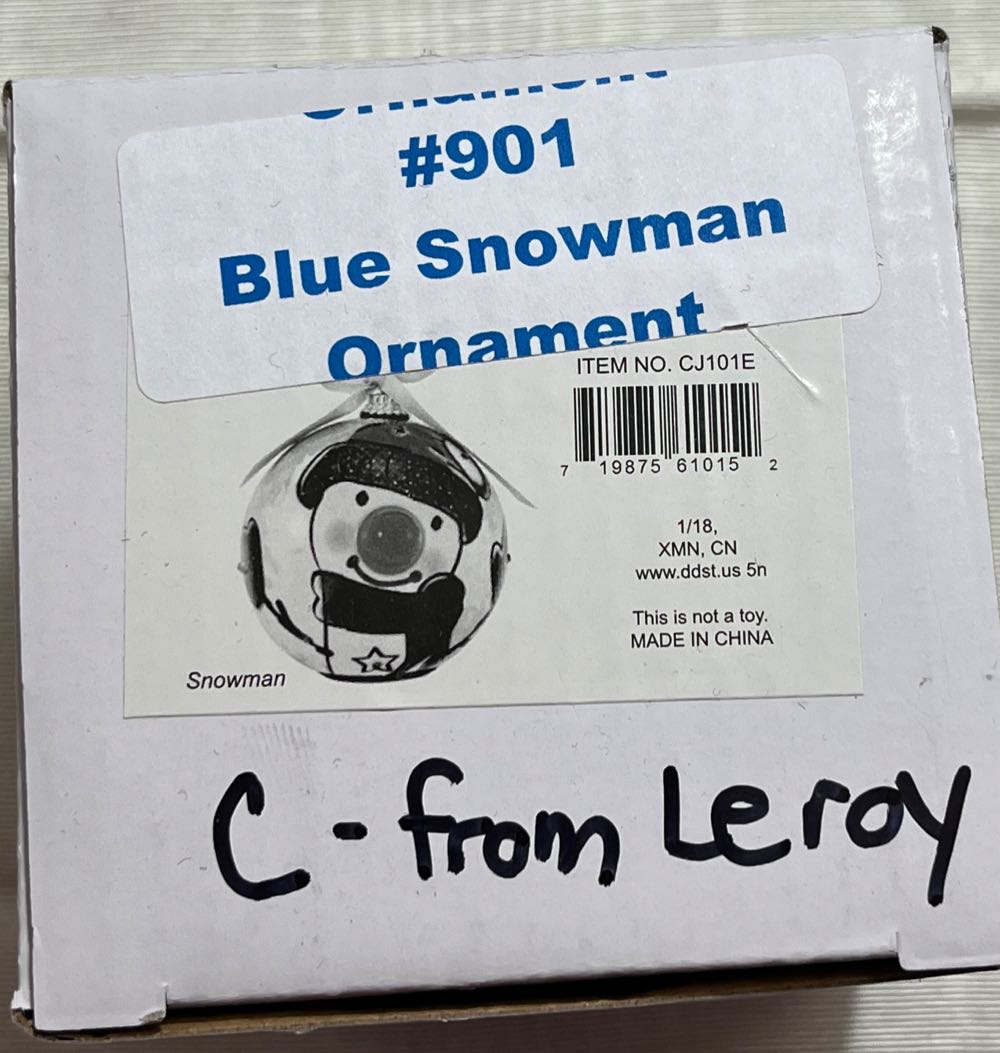 Ornament
#901
Blue Snowman
Ornament
ITEM NO. CJ101E
7 19875 61015 2
1/18,
XMN, CN
www.ddst.us 5n
This is not a toy.
MADE IN CHINA
Snowman
C - from Leroy